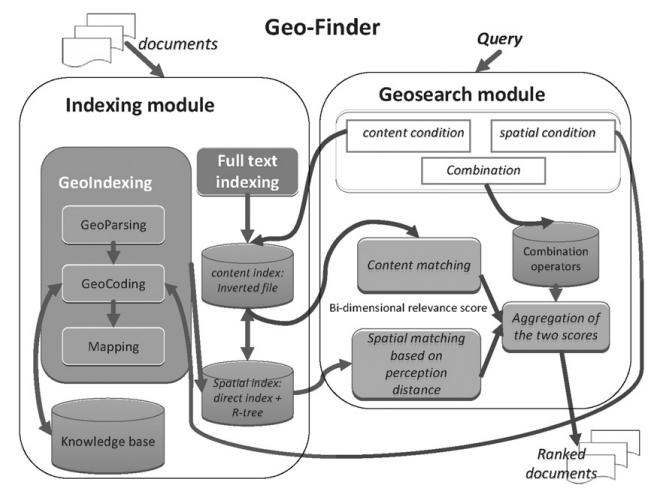 Geo-Finder
documents
Query
Indexing module
Geosearch module
content condition
spatial condition
Combination
Full text
indexing
GeoIndexing
GeoParsing
GeoCoding
Mapping
Knowledge base
content index:
Inverted file
Spatial index:
direct index +
R-tree
Content matching
Combination
operators
Bi-dimensional relevance score
Spatial matching
based on
perception
distance
Aggregation of
the two scores
Ranked
documents